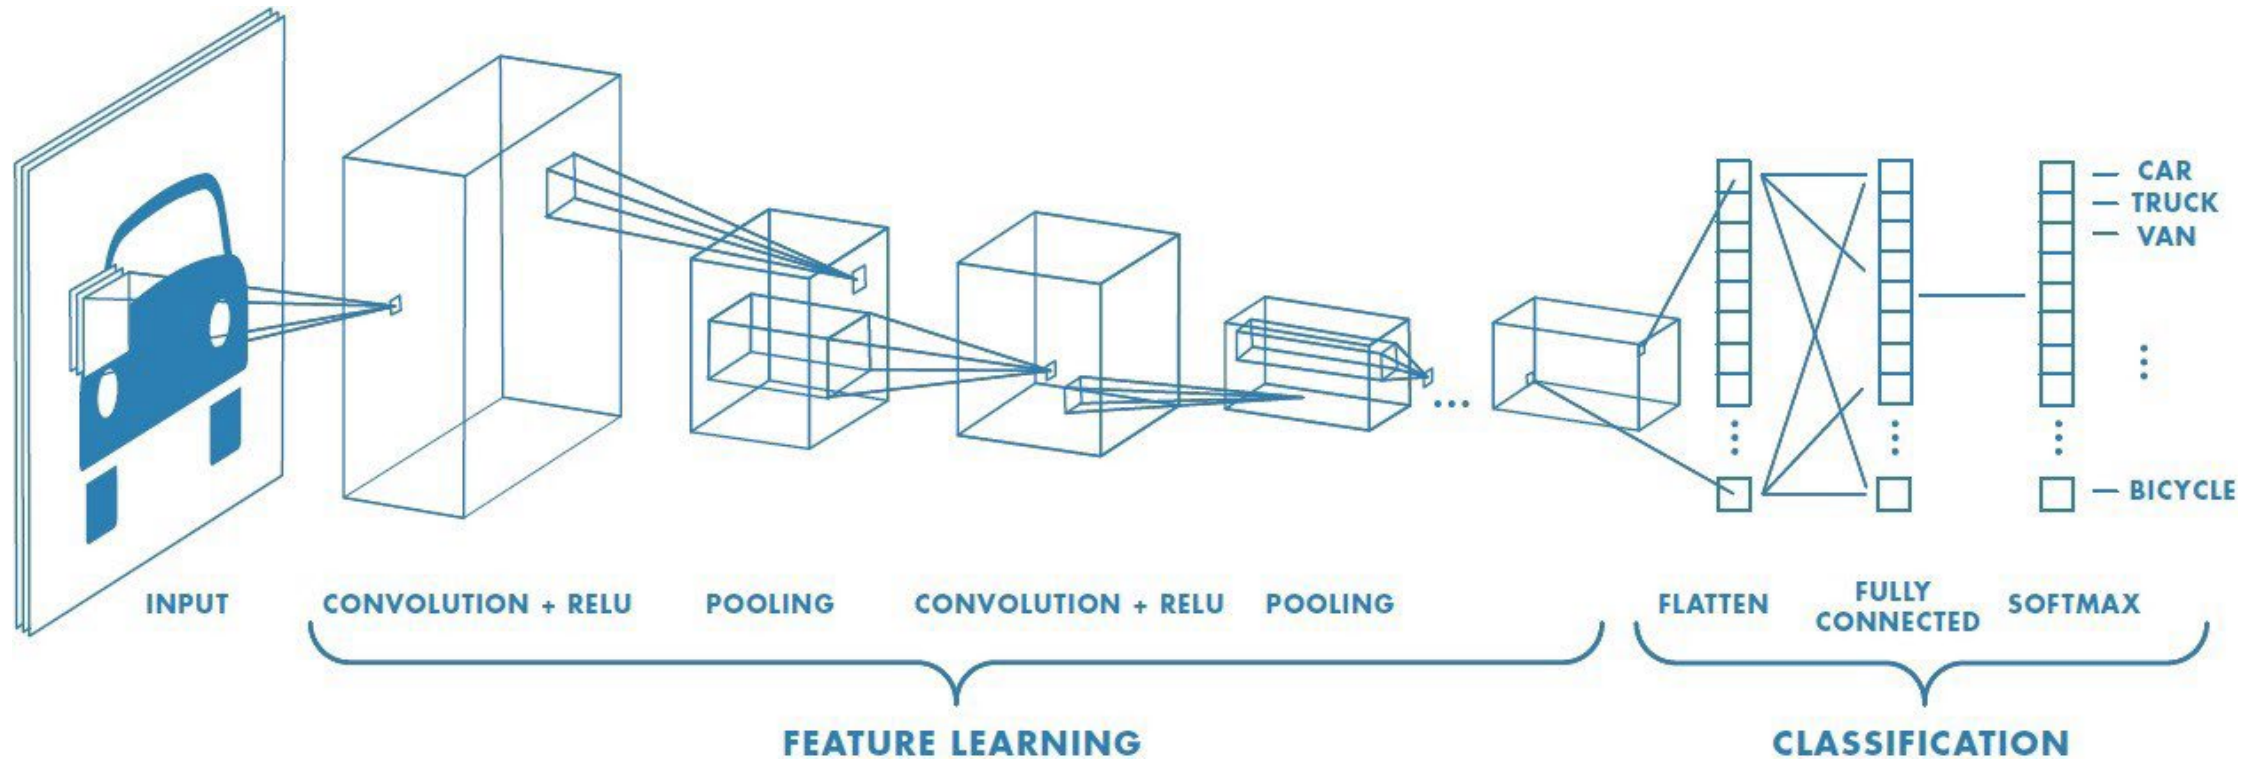 CAR
TRUCK
VAN
BICYCLE
INPUT
CONVOLUTION + RELU
POOLING
CONVOLUTION + RELU
POOLING
FLATTEN
FULLY
CONNECTED
SOFTMAX
FEATURE LEARNING
CLASSIFICATION